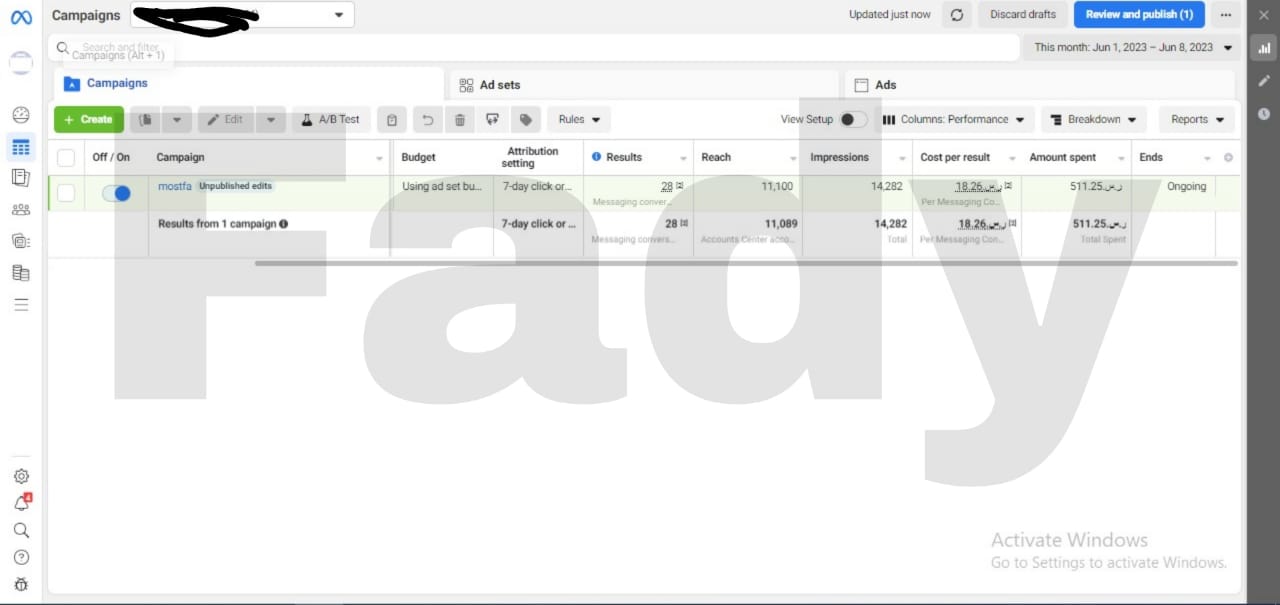 Campaigns
Updated just now
Discard drafts
Review and publish (1)
Search and filter
Campaigns (Alt + 1)
This month: Jun 1, 2023 – Jun 8, 2023
Campaigns
Ad sets
Ads
+ Create
Edit
A/B Test
Rules
View Setup
Columns: Performance
Breakdown
Reports
Off / On
Campaign
Budget
Attribution
setting
Results
Reach
Impressions
Cost per result
Amount spent
Ends
mostfa Unpublished edits
Using ad set bu...
7-day click or...
28 [2]
Messaging conver...
11,100
14,282
ر.س.18.26 [2]
Per Messaging Co...
ر.س.511.25
Ongoing
Results from 1 campaign
7-day click or ...
28 [2]
Messaging convers...
11,089
Accounts Center acco...
14,282
Total
ر.س.18.26 [2]
Per Messaging Con...
ر.س.511.25
Total Spent
Fady
4
Activate Windows
Go to Settings to activate Windows.